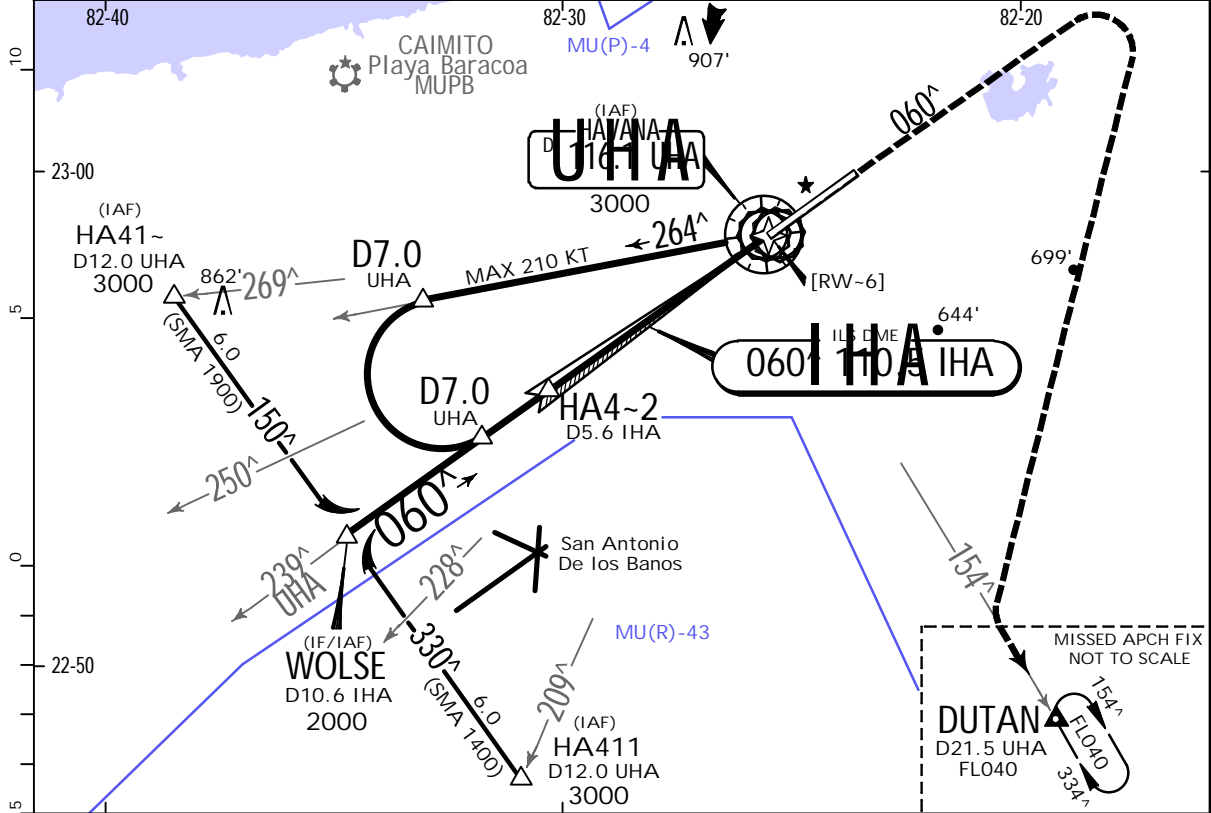 82-40
82-30
82-20
10
CAIMITO
Playa Baracoa
MUPB
MU(P)-4
907'
(IAF)
HAVANA
D 116.1 UHA
UHA
3000
060^
23-00
(IAF)
HA41~
D12.0 UHA
3000
862'
269^
D7.0
UHA
264^
MAX 210 KT
[RW~6]
699'
644'
5
6.0
(SMA 1900)
150^
D7.0
UHA
ILS DME
060^ 110.5 IHA
IHA
HA4~2
D5.6 IHA
250^
060^
154^
0
239^
UHA
228^
San Antonio
De los Banos
MU(R)-43
(IF/IAF)
WOLSE
D10.6 IHA
2000
22-50
330^
6.0
(SMA 1400)
209^
(IAF)
HA411
D12.0 UHA
3000
MISSED APCH FIX
NOT TO SCALE
DUTAN
D21.5 UHA
FL040
154^
FL040
334^
5